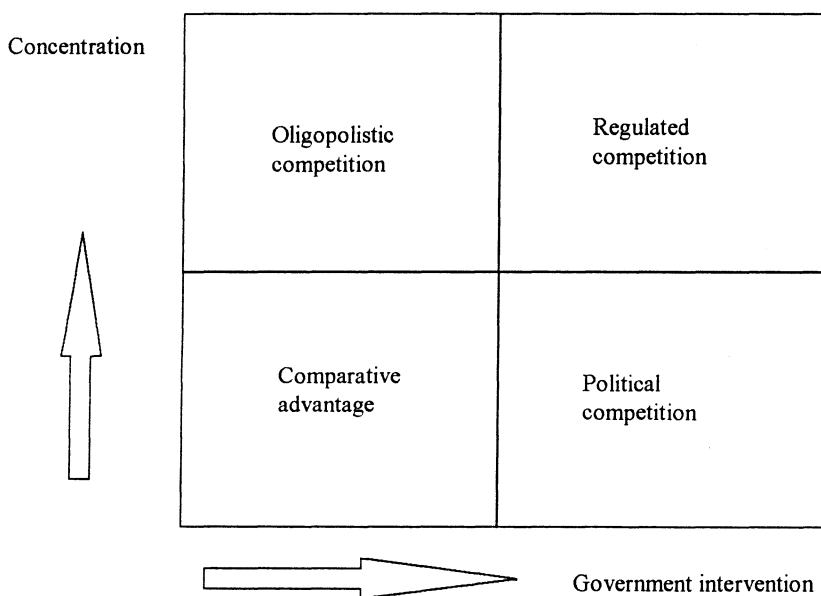 Concentration
Oligopolistic
competition
Regulated
competition
Comparative
advantage
Political
competition
Government intervention